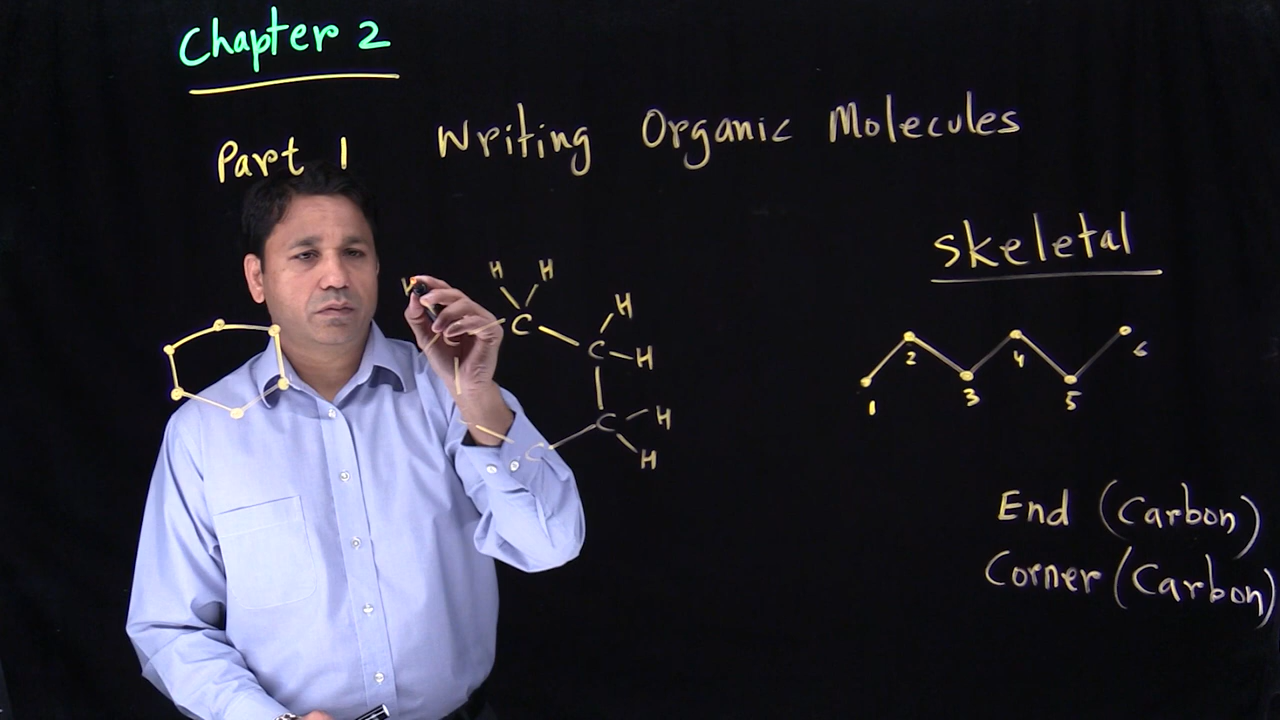 Chapter 2
Part 1 Writing Organic Molecules
skeletal
H H
H
C
C H
C H
H
C
1 2 3 4 5 6
End (Carbon)
Corner (Carbon)